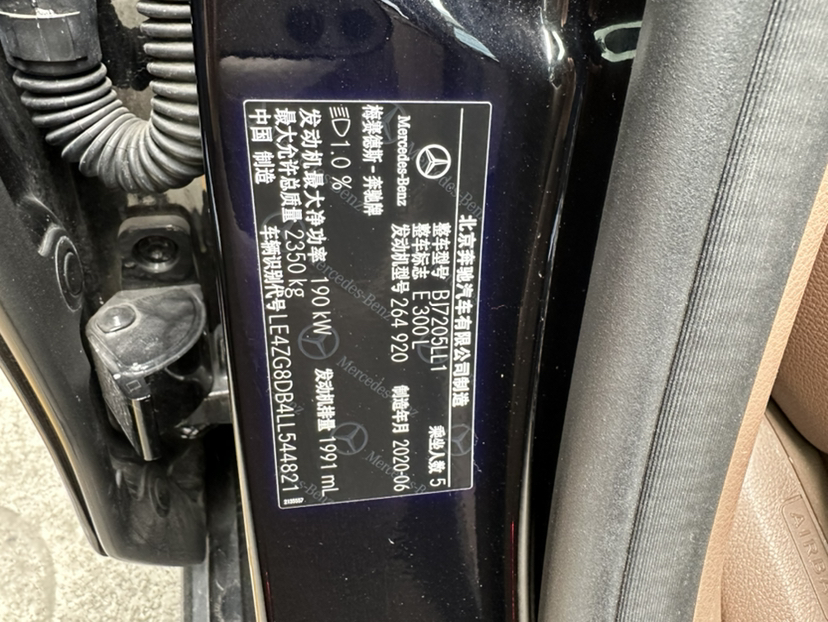 北京奔驰汽车有限公司制造
Mercedes-Benz
整车型号 BJ7205LL1 乘坐人数 5
整车标志 E 300 L
梅赛德斯-奔驰牌 发动机型号 264 920 制造年月 2020-06
1.0 %
发动机最大净功率 190 kW 发动机排量 1991 mL
最大允许总质量 2350 kg
中国 制造 车辆识别代号 LE4ZG8DB4LL544821